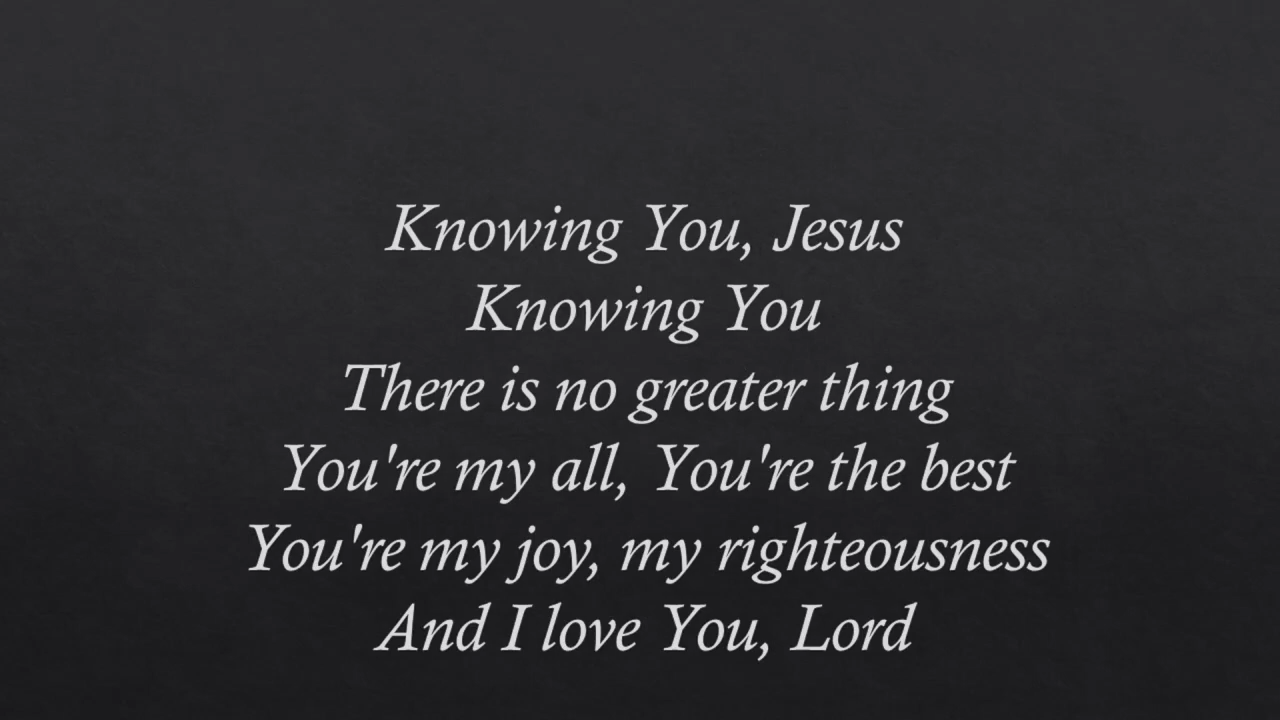 Knowing You, Jesus
Knowing You
There is no greater thing
You're my all, You're the best
You're my joy, my righteousness
And I love You, Lord